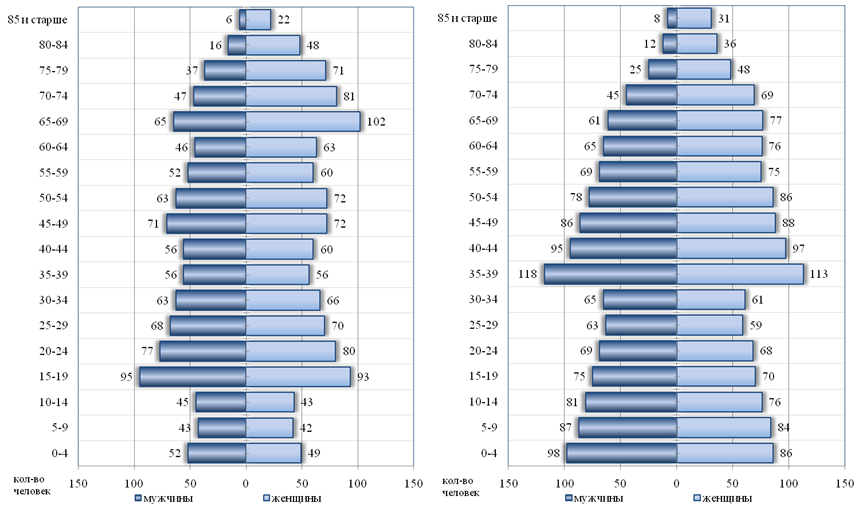 85 и старше 6 22
80-84 16 48
75-79 37 71
70-74 47 81
65-69 65 102
60-64 46 63
55-59 52 60
50-54 63 72
45-49 71 72
40-44 56 60
35-39 56 56
30-34 63 66
25-29 68 70
20-24 77 80
15-19 95 93
10-14 45 43
5-9 43 42
0-4 52 49
кол-во 150 100 50 0 50 100 150
человек мужчины женщины
85 и старше 8 31
80-84 12 36
75-79 25 48
70-74 45 69
65-69 61 77
60-64 65 76
55-59 69 75
50-54 78 86
45-49 86 88
40-44 95 97
35-39 118 113
30-34 65 61
25-29 63 59
20-24 69 68
15-19 75 70
10-14 81 76
5-9 87 84
0-4 98 86
кол-во 150 100 50 0 50 100 150
человек мужчины женщины